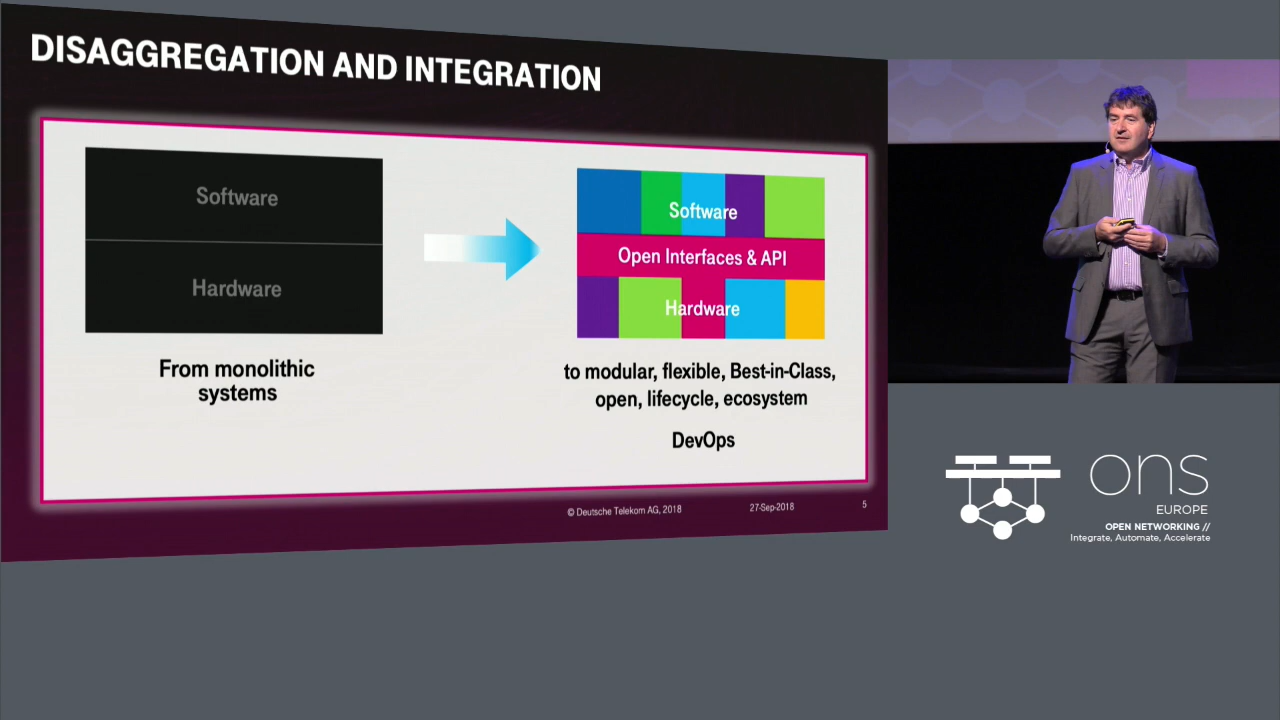 DISAGGREGATION AND INTEGRATION
Software
Hardware
From monolithic
systems
Software
Open Interfaces & API
Hardware
to modular, flexible, Best-in-Class,
open, lifecycle, ecosystem
DevOps
© Deutsche Telekom AG, 2018
27-Sep-2018
5
ons
EUROPE
OPEN NETWORKING //
Integrate, Automate, Accelerate